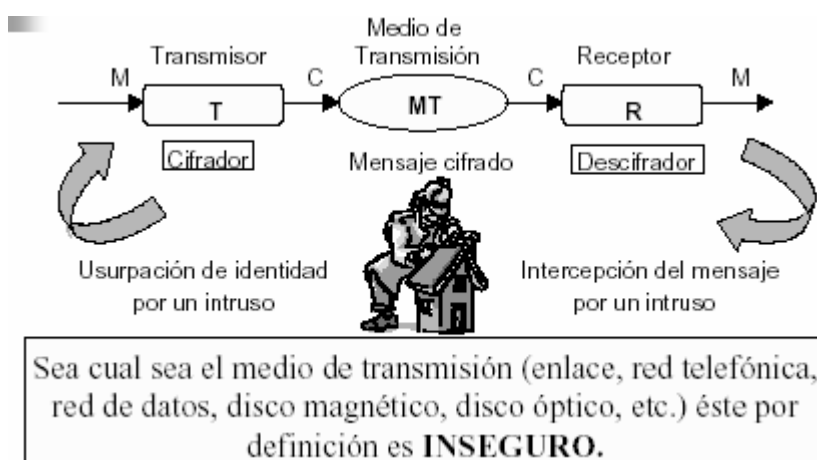 Medio de
Transmisor Transmisión Receptor
M C C M
T MT R
Cifrador Mensaje cifrado Descifrador
Usurpación de identidad
por un intruso
Intercepción del mensaje
por un intruso
Sea cual sea el medio de transmisión (enlace, red telefónica,
red de datos, disco magnético, disco óptico, etc.) éste por
definición es INSEGURO.